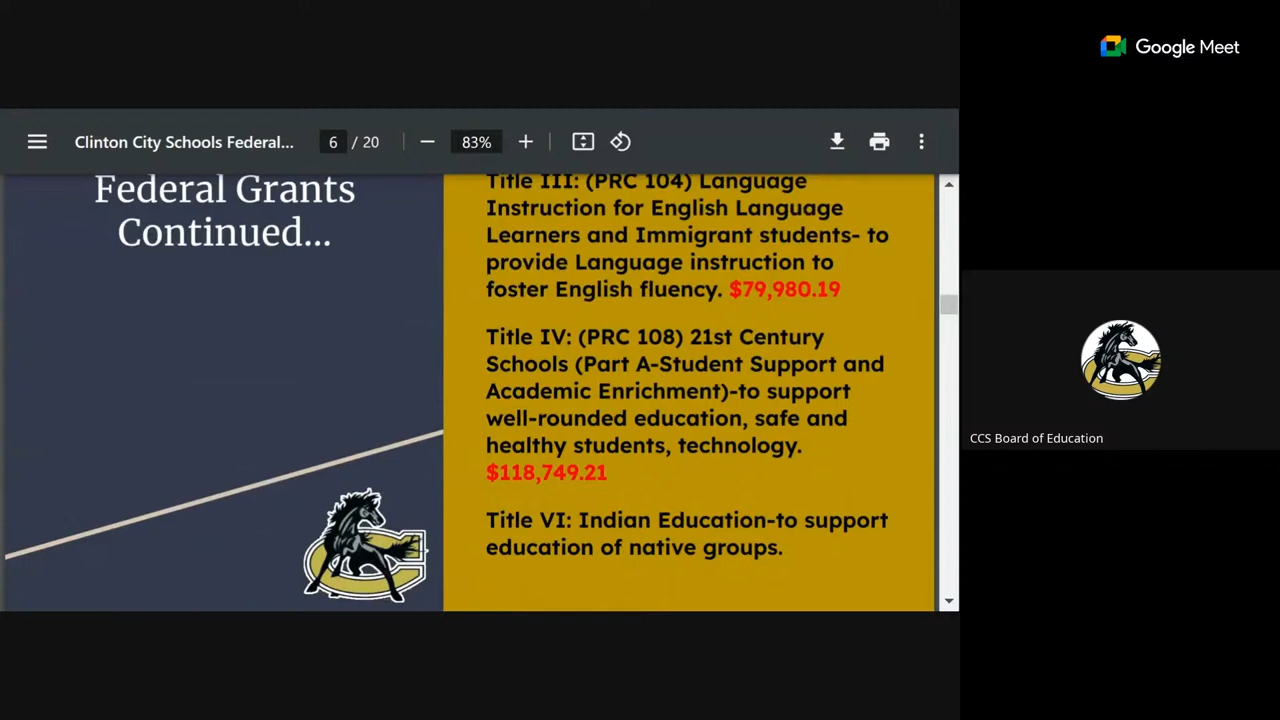 Google Meet
Clinton City Schools Federal...
6 / 20
83%
Federal Grants
Continued...
Title III: (PRC 104) Language
Instruction for English Language
Learners and Immigrant students- to
provide Language instruction to
foster English fluency. $79,980.19
Title IV: (PRC 108) 21st Century
Schools (Part A-Student Support and
Academic Enrichment)-to support
well-rounded education, safe and
healthy students, technology.
$118,749.21
Title VI: Indian Education-to support
education of native groups.
CCS Board of Education